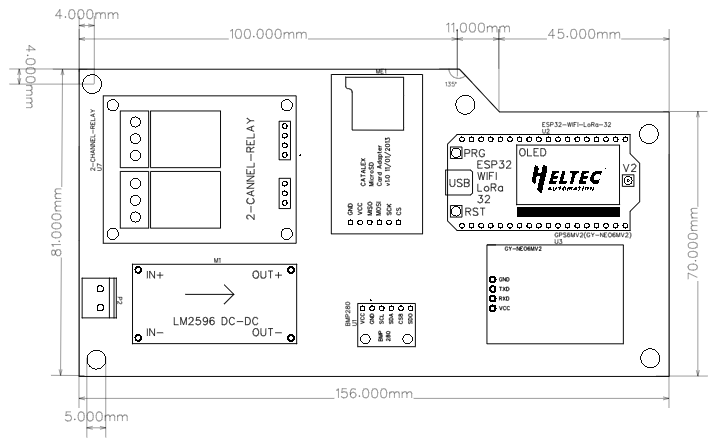 4.000mm
100.000mm
11.000mm
45.000mm
4.000mm
135°
81.000mm
70.000mm
2-CHANNEL-RELAY
U7
2-CANNEL-RELAY
ME1
CATALEX
MicroSD
Card Adapter
v1.0 11/01/2013
GND
VCC
MISO
MOSI
SCK
CS
ESP32-WIFI-LoRa-32
U2
PRG
OLED
ESP32
WIFI
LoRa
32
USB
RST
HELTEC
AUTOMATION
V2
GPS6MV2(GY-NEO6MV2)
U3
GY-NEO6MV2
GND
TXD
RXD
VCC
P2
M1
IN+
OUT+
LM2596 DC-DC
IN-
OUT-
BMP280
U1
VCC
GND
SCL
SDA
CSB
SDO
BMP
280
156.000mm
5.000mm